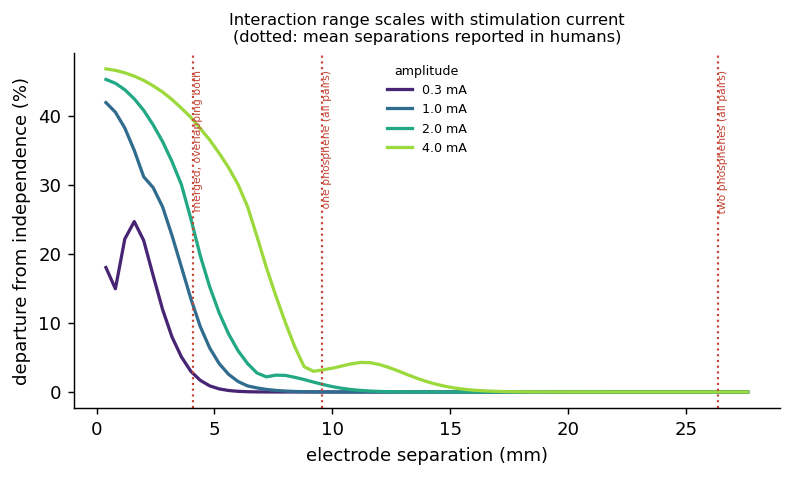 Interaction range scales with stimulation current
(dotted: mean separations reported in humans)
departure from independence (%)
40
30
20
10
0
amplitude
0.3 mA
1.0 mA
2.0 mA
4.0 mA
merged, overlapping both
one phosphene (all pairs)
two phosphenes (all pairs)
0
5
10
15
20
25
electrode separation (mm)